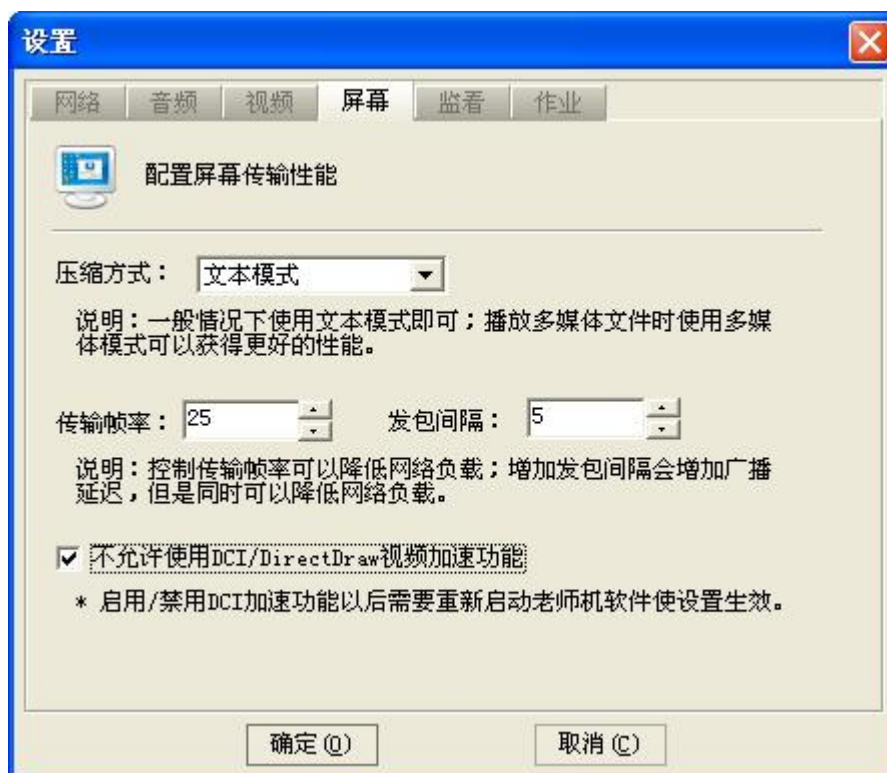 设置
网络 音频 视频 屏幕 监看 作业
配置屏幕传输性能
压缩方式： 文本模式
说明：一般情况下使用文本模式即可；播放多媒体文件时使用多媒
体模式可以获得更好的性能。
传输帧率： 25 发包间隔： 5
说明：控制传输帧率可以降低网络负载；增加发包间隔会增加广播
延迟，但是同时可以降低网络负载。
不允许使用DCI/DirectDraw视频加速功能
* 启用/禁用DCI加速功能以后需要重新启动老师机软件使设置生效。
确定(O) 取消(C)